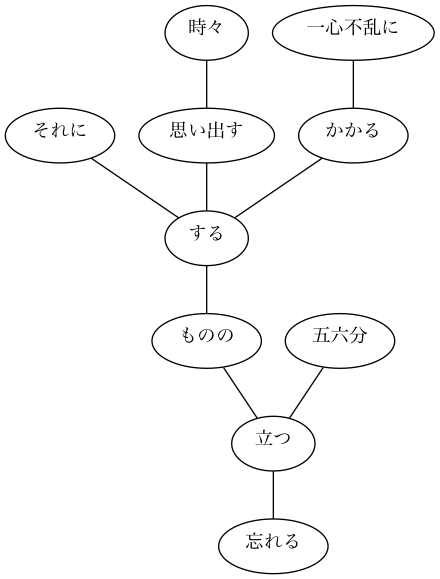 時々
一心不乱に
それに
思い出す
かかる
する
ものの
五六分
立つ
忘れる